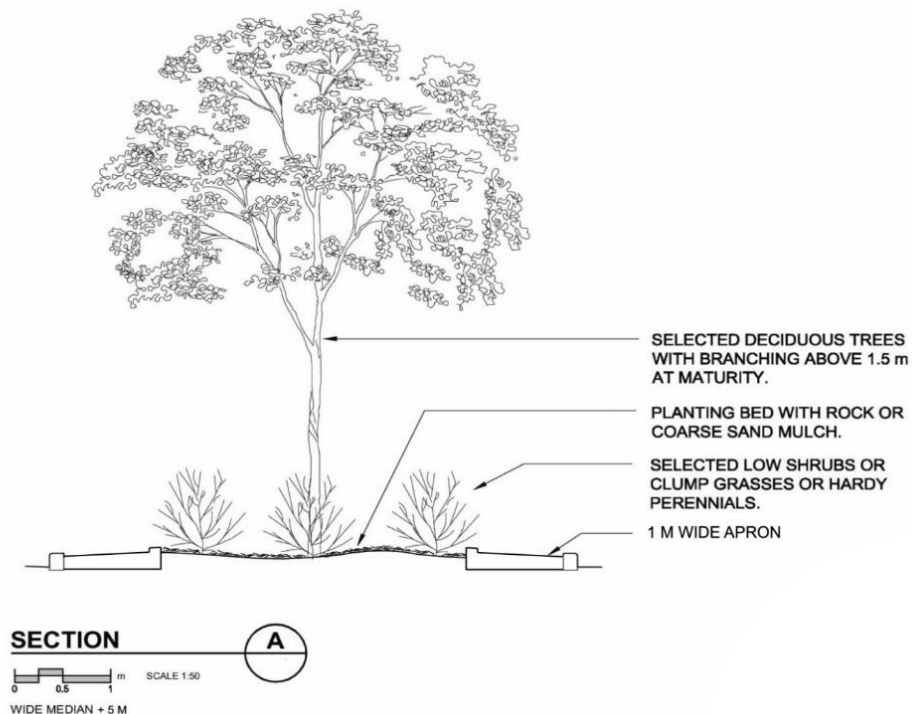 SELECTED DECIDUOUS TREES
WITH BRANCHING ABOVE 1.5 m
AT MATURITY.
PLANTING BED WITH ROCK OR
COARSE SAND MULCH.
SELECTED LOW SHRUBS OR
CLUMP GRASSES OR HARDY
PERENNIALS.
1 M WIDE APRON
SECTION
A
m
SCALE 1:50
0 0.5 1
WIDE MEDIAN + 5 M